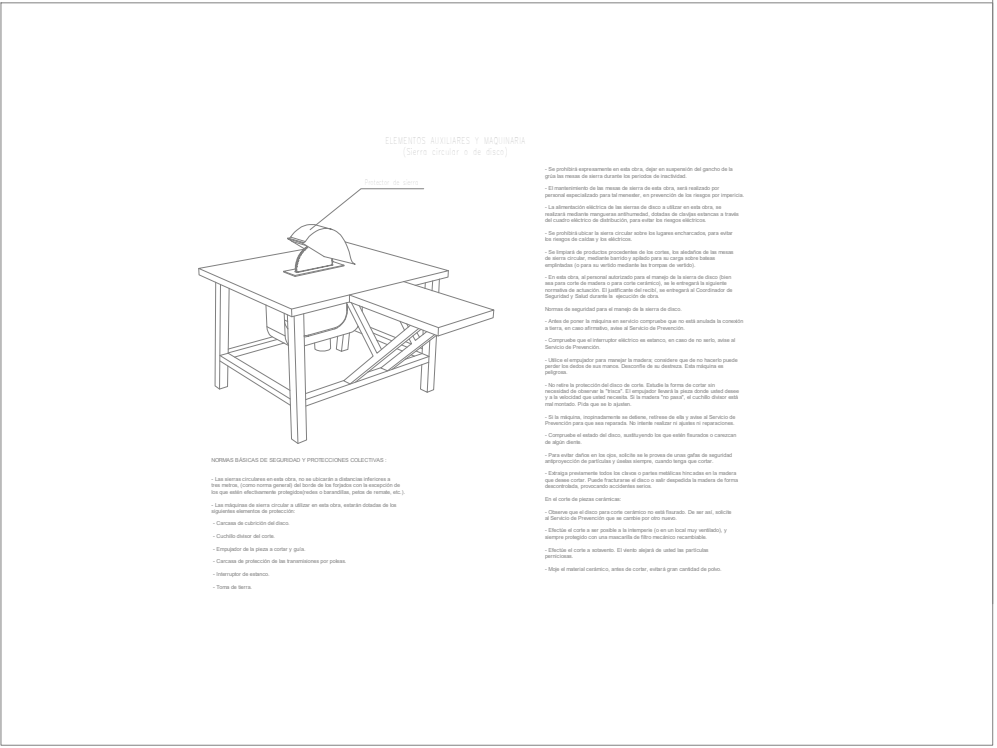 ELEMENTOS AUXILIARES Y MAQUINARIA
(Sierra circular o de disco)
Protector de sierra
NORMAS BÁSICAS DE SEGURIDAD Y PROTECCIONES COLECTIVAS :
- Las sierras circulares en esta obra, no se ubicarán a distancias inferiores a
tres metros, (como norma general) del borde de los forjados con la excepción de
los que estén efectivamente protegidos(redes o barandillas, petos de remate, etc.).
- Las máquinas de sierra circular a utilizar en esta obra, estarán dotadas de los
siguientes elementos de protección:
- Carcasa de cubrición del disco.
- Cuchillo divisor del corte.
- Empujador de la pieza a cortar y guía.
- Carcasa de protección de las transmisiones por poleas.
- Interruptor de estanco.
- Toma de tierra.
- Se prohibirá expresamente en esta obra, dejar en suspensión del gancho de la
grúa las mesas de sierra durante los periodos de inactividad.
- El mantenimiento de las mesas de sierra de esta obra, será realizado por
personal especializado para tal menester, en prevención de los riesgos por impericia.
- La alimentación eléctrica de las sierras de disco a utilizar en esta obra, se
realizará mediante mangueras antihumedad, dotadas de clavijas estancas a través
del cuadro eléctrico de distribución, para evitar los riesgos eléctricos.
- Se prohibirá ubicar la sierra circular sobre los lugares encharcados, para evitar
los riesgos de caídas y los eléctricos.
- Se limpiará de productos procedentes de los cortes, los aledaños de las mesas
de sierra circular, mediante barrido y apilado para su carga sobre bateas
emplintadas (o para su vertido mediante las trompas de vertido).
- En esta obra, al personal autorizado para el manejo de la sierra de disco (bien
sea para corte de madera o para corte cerámico), se le entregará la siguiente
normativa de actuación. El justificante del recibí, se entregará al Coordinador de
Seguridad y Salud durante la ejecución de obra.
Normas de seguridad para el manejo de la sierra de disco.
- Antes de poner la máquina en servicio compruebe que no está anulada la conexión
a tierra, en caso afirmativo, avise al Servicio de Prevención.
- Compruebe que el interruptor eléctrico es estanco, en caso de no serlo, avise al
Servicio de Prevención.
- Utilice el empujador para manejar la madera; considere que de no hacerlo puede
perder los dedos de sus manos. Desconfíe de su destreza. Esta máquina es
peligrosa.
- No retire la protección del disco de corte. Estudie la forma de cortar sin
necesidad de observar la "trisca". El empujador llevará la pieza donde usted desee
y a la velocidad que usted necesita. Si la madera "no pasa", el cuchillo divisor está
mal montado. Pida que se lo ajusten.
- Si la máquina, inopinadamente se detiene, retírese de ella y avise al Servicio de
Prevención para que sea reparada. No intente realizar ni ajustes ni reparaciones.
- Compruebe el estado del disco, sustituyendo los que estén fisurados o carezcan
de algún diente.
- Para evitar daños en los ojos, solicite se le provea de unas gafas de seguridad
antiproyección de partículas y úselas siempre, cuando tenga que cortar.
- Extraiga previamente todos los clavos o partes metálicas hincadas en la madera
que desee cortar. Puede fracturarse el disco o salir despedida la madera de forma
descontrolada, provocando accidentes serios.
En el corte de piezas cerámicas:
- Observe que el disco para corte cerámico no está fisurado. De ser así, solicite
al Servicio de Prevención que se cambie por otro nuevo.
- Efectúe el corte a ser posible a la intemperie (o en un local muy ventilado), y
siempre protegido con una mascarilla de filtro mecánico recambiable.
- Efectúe el corte a sotavento. El viento alejará de usted las partículas
perniciosas.
- Moje el material cerámico, antes de cortar, evitará gran cantidad de polvo.